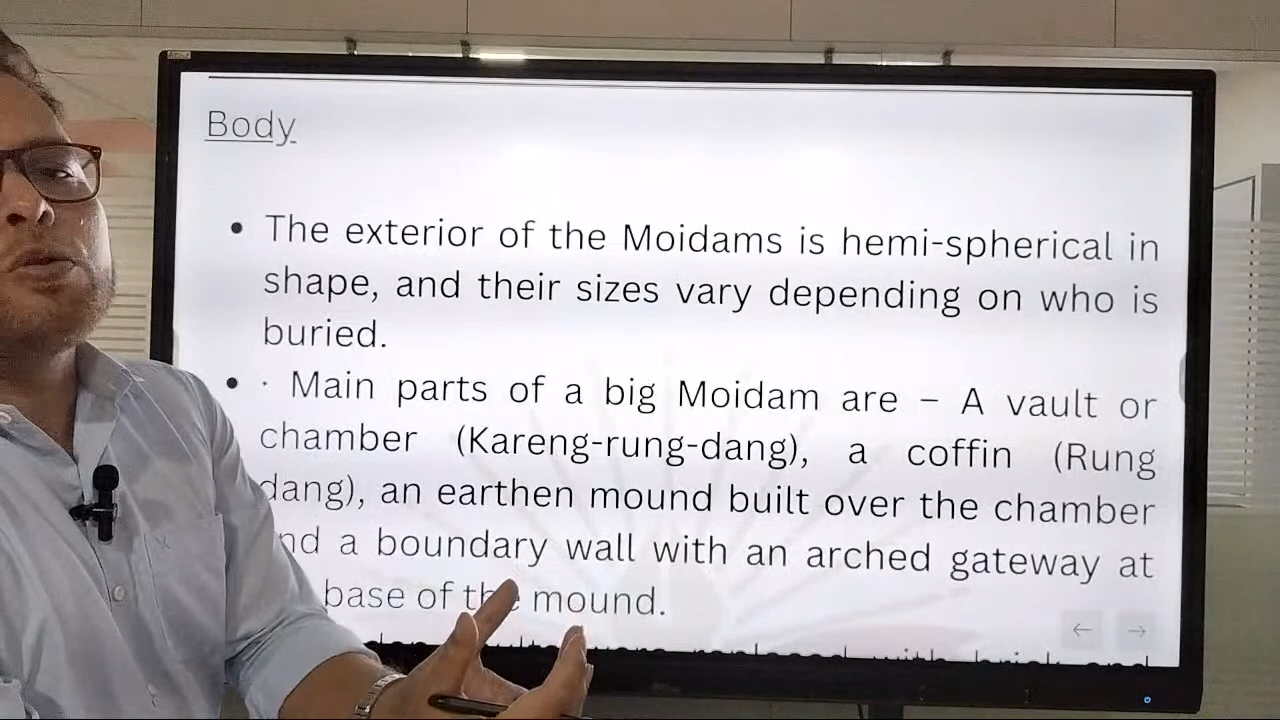 Body
• The exterior of the Moidams is hemi-spherical in
shape, and their sizes vary depending on who is
buried.
• · Main parts of a big Moidam are – A vault or
chamber (Kareng-rung-dang), a coffin (Rung
dang), an earthen mound built over the chamber
nd a boundary wall with an arched gateway at
base of the mound.